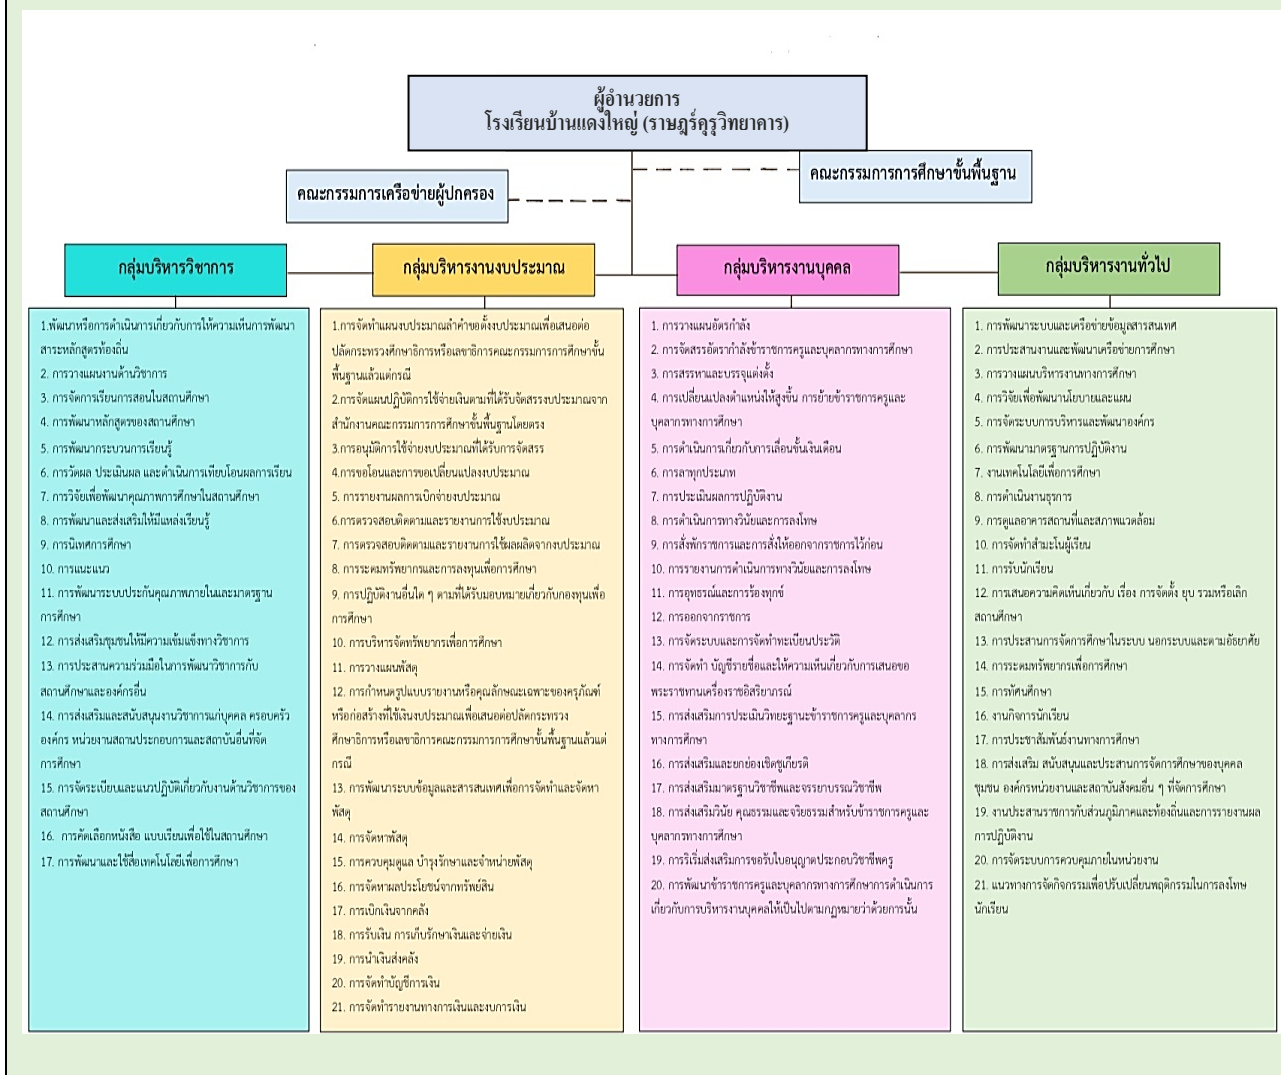 ผู้อำนวยการ
โรงเรียนบ้านแดงใหญ่ (ราษฎร์คุรุวิทยาคาร)
คณะกรรมการการศึกษาขั้นพื้นฐาน
คณะกรรมการเครือข่ายผู้ปกครอง
กลุ่มบริหารวิชาการ
1.พัฒนาหรือการดำเนินการเกี่ยวกับการให้ความเห็นการพัฒนา
สาระหลักสูตรท้องถิ่น
2. การวางแผนงานด้านวิชาการ
3. การจัดการเรียนการสอนในสถานศึกษา
4. การพัฒนาหลักสูตรของสถานศึกษา
5. การพัฒนากระบวนการเรียนรู้
6. การวัดผล ประเมินผล และดำเนินการเทียบโอนผลการเรียน
7. การวิจัยเพื่อพัฒนาคุณภาพการศึกษาในสถานศึกษา
8. การพัฒนาและส่งเสริมให้มีแหล่งเรียนรู้
9. การนิเทศการศึกษา
10. การแนะแนว
11. การพัฒนาระบบประกันคุณภาพภายในและมาตรฐาน
การศึกษา
12. การส่งเสริมชุมชนให้มีความเข้มแข็งทางวิชาการ
13. การประสานความร่วมมือในการพัฒนาวิชาการกับ
สถานศึกษาและองค์กรอื่น
14. การส่งเสริมและสนับสนุนงานวิชาการแก่บุคคล ครอบครัว
องค์กร หน่วยงานสถานประกอบการและสถาบันอื่นที่จัด
การศึกษา
15. การจัดระเบียบและแนวปฏิบัติเกี่ยวกับงานด้านวิชาการของ
สถานศึกษา
16. การคัดเลือกหนังสือ แบบเรียนเพื่อใช้ในสถานศึกษา
17. การพัฒนาและใช้สื่อเทคโนโลยีเพื่อการศึกษา
กลุ่มบริหารงานงบประมาณ
1.การจัดทำแผนงบประมาณลำคำขอตั้งงบประมาณเพื่อเสนอต่อ
ปลัดกระทรวงศึกษาธิการหรือเลขาธิการคณะกรรมการการศึกษาขั้น
พื้นฐานแล้วแต่กรณี
2.การจัดแผนปฏิบัติการใช้จ่ายเงินตามที่ได้รับจัดสรรงบประมาณจาก
สำนักงานคณะกรรมการการศึกษาขั้นพื้นฐานโดยตรง
3.การอนุมัติการใช้จ่ายงบประมาณที่ได้รับการจัดสรร
4.การขอโอนและการขอเปลี่ยนแปลงงบประมาณ
5. การรายงานผลการเบิกจ่ายงบประมาณ
6.การตรวจสอบติดตามและรายงานการใช้งบประมาณ
7. การตรวจสอบติดตามและรายงานการใช้ผลผลิตจากงบประมาณ
8. การระดมทรัพยากรและการลงทุนเพื่อการศึกษา
9. การปฏิบัติงานอื่นใด ๆ ตามที่ได้รับมอบหมายเกี่ยวกับกองทุนเพื่อ
การศึกษา
10. การบริหารจัดทรัพยากรเพื่อการศึกษา
11. การวางแผนพัสดุ
12. การกำหนดรูปแบบรายงานหรือคุณลักษณะเฉพาะของครุภัณฑ์
หรือก่อสร้างที่ใช้เงินงบประมาณเพื่อเสนอต่อปลัดกระทรวง
ศึกษาธิการหรือเลขาธิการคณะกรรมการการศึกษาขั้นพื้นฐานแล้วแต่
กรณี
13. การพัฒนาระบบข้อมูลและสารสนเทศเพื่อการจัดทำและจัดหา
พัสดุ
14. การจัดหาพัสดุ
15. การควบคุมดูแล บำรุงรักษาและจำหน่ายพัสดุ
16. การจัดหาผลประโยชน์จากทรัพย์สิน
17. การเบิกเงินจากคลัง
18. การรับเงิน การเก็บรักษาเงินและจ่ายเงิน
19. การนำเงินส่งคลัง
20. การจัดทำบัญชีการเงิน
21. การจัดทำรายงานทางการเงินและงบการเงิน
กลุ่มบริหารงานบุคคล
1. การวางแผนอัตรกำลัง
2. การจัดสรรอัตรากำลังข้าราชการครูและบุคลากรทางการศึกษา
3. การสรรหาและบรรจุแต่งตั้ง
4. การเปลี่ยนแปลงตำแหน่งให้สูงขึ้น การย้ายข้าราชการครูและ
บุคลากรทางการศึกษา
5. การดำเนินการเกี่ยวกับการเลื่อนขั้นเงินเดือน
6. การลาทุกประเภท
7. การประเมินผลการปฏิบัติงาน
8. การดำเนินการทางวินัยและการลงโทษ
9. การสั่งพักราชการและการสั่งให้ออกจากราชการไว้ก่อน
10. การรายงานการดำเนินการทางวินัยและการลงโทษ
11. การอุทธรณ์และการร้องทุกข์
12. การออกจากราชการ
13. การจัดระบบและการจัดทำทะเบียนประวัติ
14. การจัดทำ บัญชีรายชื่อและให้ความเห็นเกี่ยวกับการเสนอขอ
พระราชทานเครื่องราชอิสริยาภรณ์
15. การส่งเสริมการประเมินวิทยะฐานะข้าราชการครูและบุคลากร
ทางการศึกษา
16. การส่งเสริมและยกย่องเชิดชูเกียรติ
17. การส่งเสริมมาตรฐานวิชาชีพและจรรยาบรรณวิชาชีพ
18. การส่งเสริมวินัย คุณธรรมและจริยธรรมสำหรับข้าราชการครูและ
บุคลากรทางการศึกษา
19. การริเริ่มส่งเสริมการขอรับใบอนุญาตประกอบวิชาชีพครู
20. การพัฒนาข้าราชการครูและบุคลากรทางการศึกษาการดำเนินการ
เกี่ยวกับการบริหารงานบุคคลให้เป็นไปตามกฎหมายว่าด้วยการนั้น
กลุ่มบริหารงานทั่วไป
1. การพัฒนาระบบและเครือข่ายข้อมูลสารสนเทศ
2. การประสานงานและพัฒนาเครือข่ายการศึกษา
3. การวางแผนบริหารงานทางการศึกษา
4. การวิจัยเพื่อพัฒนานโยบายและแผน
5. การจัดระบบการบริหารและพัฒนาองค์กร
6. การพัฒนามาตรฐานการปฏิบัติงาน
7. งานเทคโนโลยีเพื่อการศึกษา
8. การดำเนินงานธุรการ
9. การดูแลอาคารสถานที่และสภาพแวดล้อม
10. การจัดทำสำมะโนผู้เรียน
11. การรับนักเรียน
12. การเสนอความคิดเห็นเกี่ยวกับ เรื่อง การจัดตั้ง ยุบ รวมหรือเลิก
สถานศึกษา
13. การประสานการจัดการศึกษาในระบบ นอกระบบและตามอัธยาศัย
14. การระดมทรัพยากรเพื่อการศึกษา
15. การทัศนศึกษา
16. งานกิจการนักเรียน
17. การประชาสัมพันธ์งานทางการศึกษา
18. การส่งเสริม สนับสนุนและประสานการจัดการศึกษาของบุคคล
ชุมชน องค์กรหน่วยงานและสถาบันสังคมอื่น ๆ ที่จัดการศึกษา
19. งานประสานราชการกับส่วนภูมิภาคและท้องถิ่นและการรายงานผล
การปฏิบัติงาน
20. การจัดระบบการควบคุมภายในหน่วยงาน
21. แนวทางการจัดกิจกรรมเพื่อปรับเปลี่ยนพฤติกรรมในการลงโทษ
นักเรียน